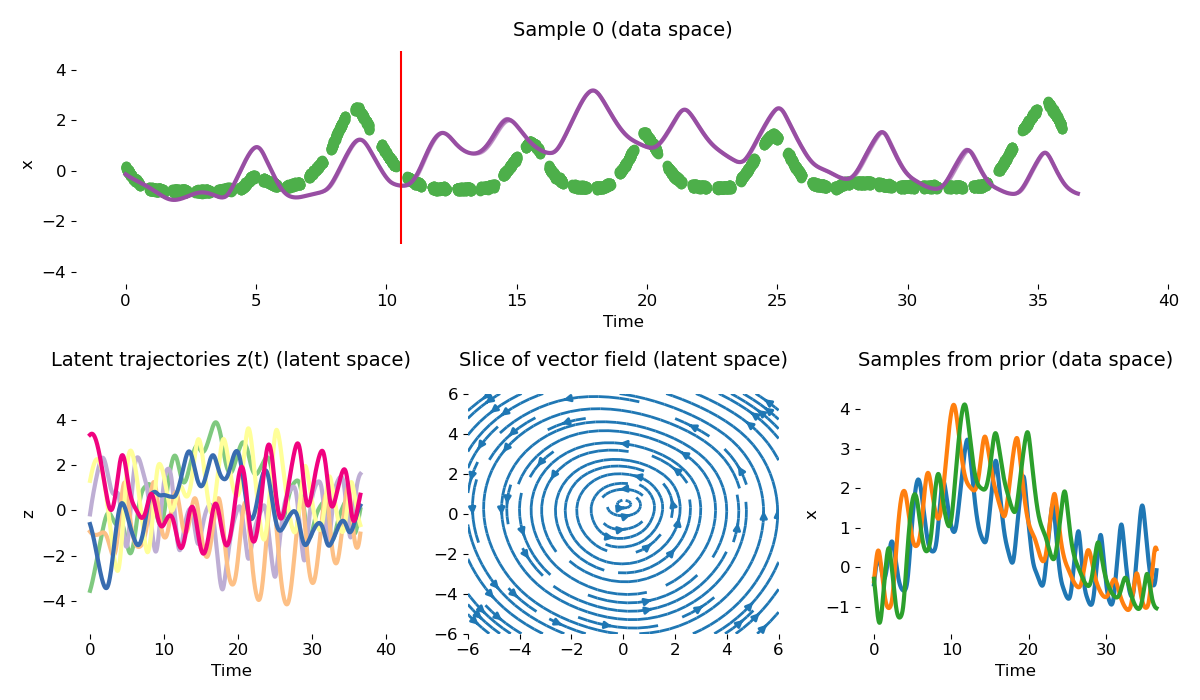 Sample 0 (data space)
4
2
0
−2
−4
x
0 5 10 15 20 25 30 35 40
Time
Latent trajectories z(t) (latent space)
4
2
0
−2
−4
z
0 10 20 30 40
Time
Slice of vector field (latent space)
6
4
2
0
−2
−4
−6
−6 −4 −2 0 2 4 6
Samples from prior (data space)
4
3
2
1
0
−1
x
0 10 20 30
Time